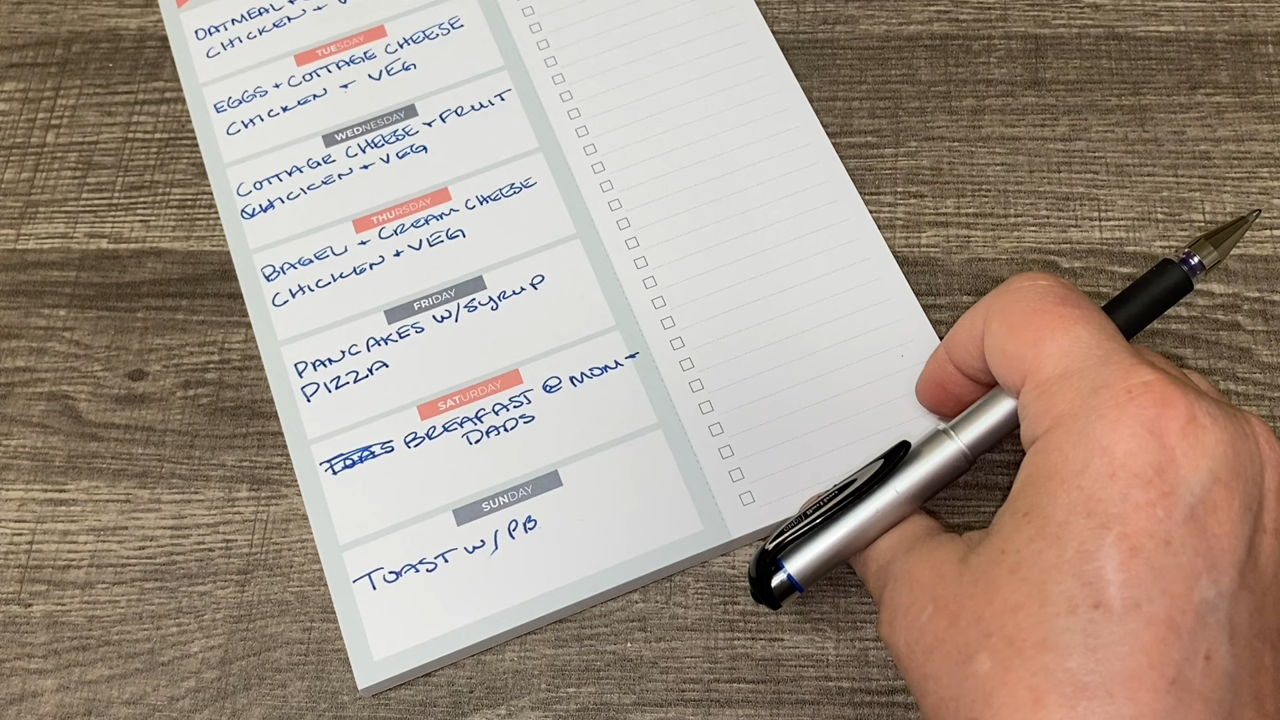 OATMEAL +
CHICKEN +
TUESDAY
EGGS + COTTAGE CHEESE
CHICKEN + VEG
WEDNESDAY
COTTAGE CHEESE + FRUIT
CHICKEN + VEG
THURSDAY
BAGEL + CREAM CHEESE
CHICKEN + VEG
FRIDAY
PANCAKES W/SYRUP
PIZZA
SATURDAY
BREAFAST @ MOM +
DADS
SUNDAY
TOAST W/PB